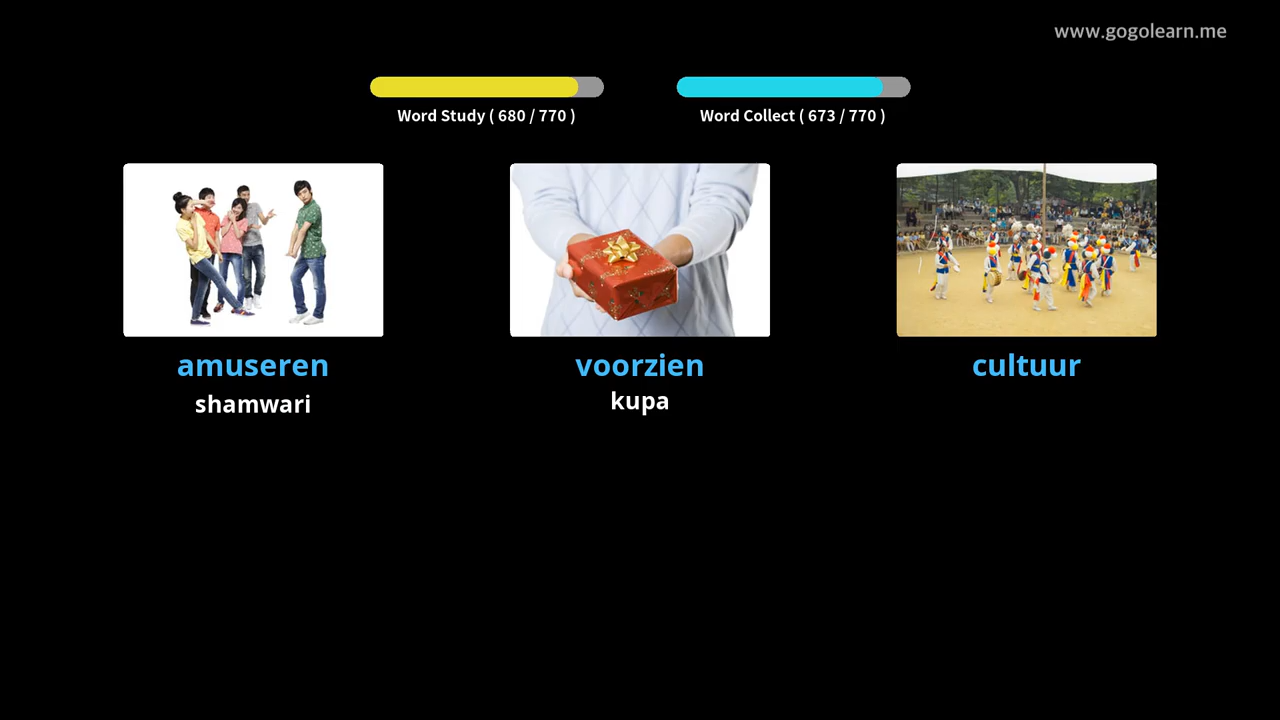 www.gogolearn.me
Word Study ( 680 / 770 )
Word Collect ( 673 / 770 )
amuseren
voorzien
cultuur
shamwari
kupa